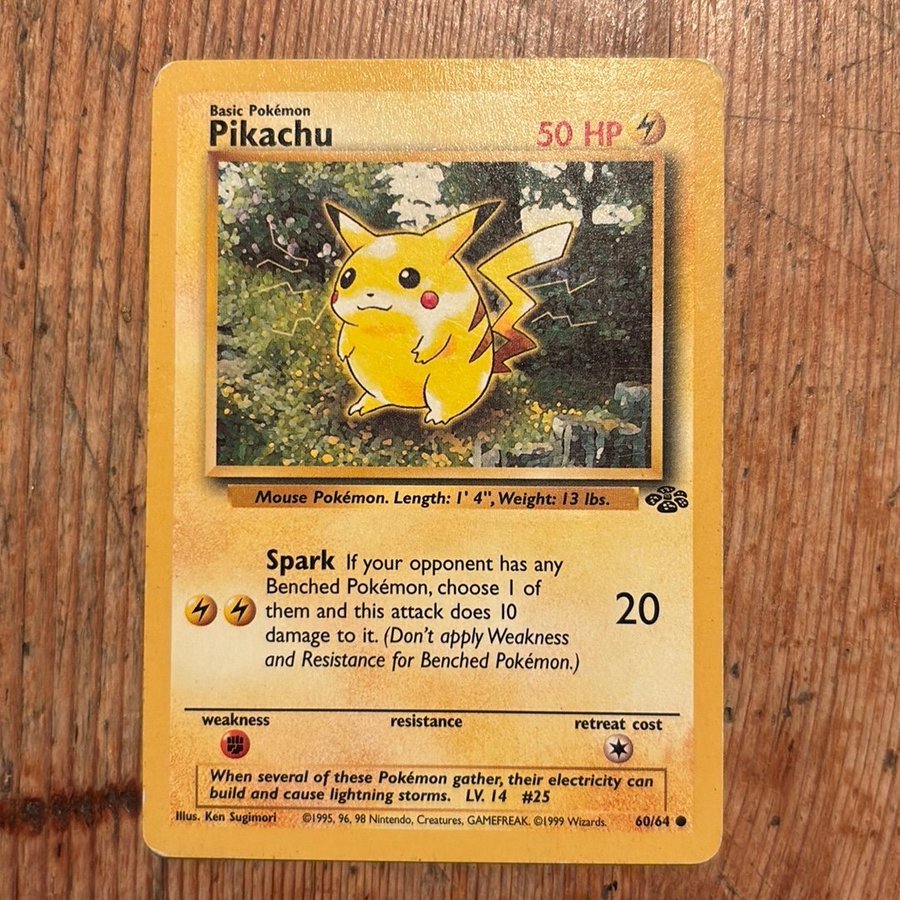 Basic Pokémon
Pikachu
50 HP
Mouse Pokémon. Length: 1' 4", Weight: 13 lbs.
Spark If your opponent has any
Benched Pokémon, choose 1 of
them and this attack does 10
damage to it. (Don't apply Weakness
and Resistance for Benched Pokémon.)
20
weakness
resistance
retreat cost
When several of these Pokémon gather, their electricity can
build and cause lightning storms. LV. 14 #25
Illus. Ken Sugimori
©1995, 96, 98 Nintendo, Creatures, GAMEFREAK. ©1999 Wizards.
60/64